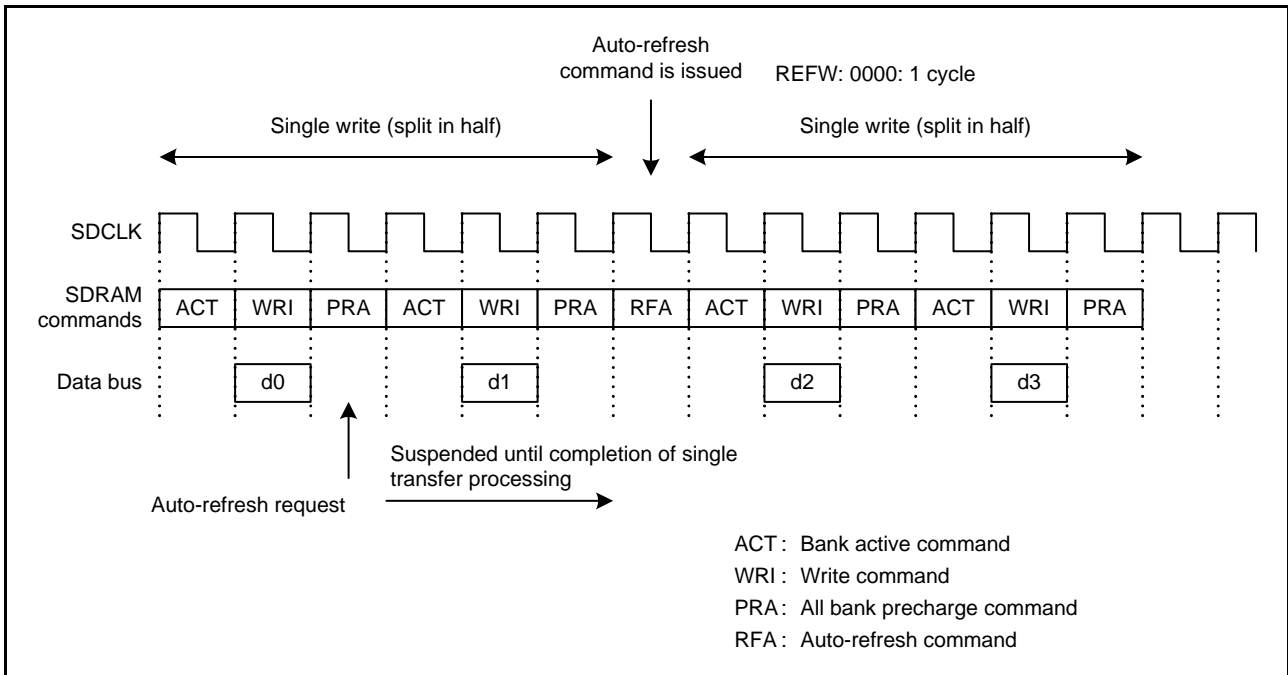 Auto-refresh
command is issued
REFW: 0000: 1 cycle
Single write (split in half)
Single write (split in half)
SDCLK
SDRAM
commands
ACT WRI PRA ACT WRI PRA RFA ACT WRI PRA ACT WRI PRA
Data bus
d0 d1 d2 d3
Suspended until completion of single
transfer processing
Auto-refresh request
ACT : Bank active command
WRI : Write command
PRA : All bank precharge command
RFA : Auto-refresh command